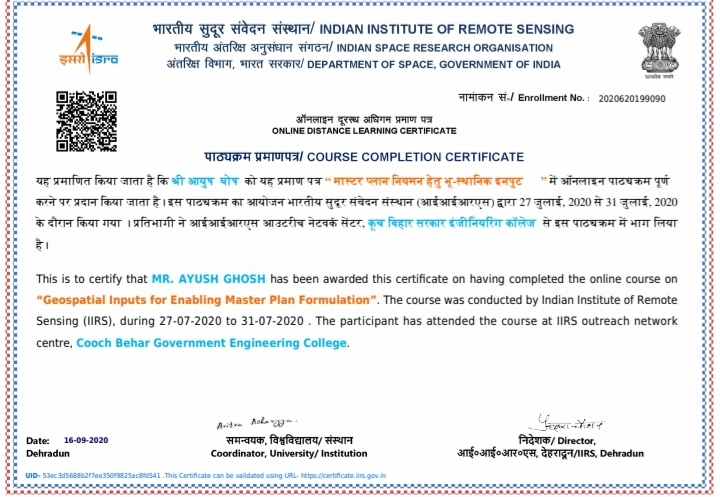 भारतीय सुदूर संवेदन संस्थान/ INDIAN INSTITUTE OF REMOTE SENSING
भारतीय अंतरिक्ष अनुसंधान संगठन/ INDIAN SPACE RESEARCH ORGANISATION
अंतरिक्ष विभाग, भारत सरकार/ DEPARTMENT OF SPACE, GOVERNMENT OF INDIA
इसरो isro
सत्यमेव जयते
नामांकन सं./ Enrollment No. : 2020620199090
ऑनलाइन दूरस्थ अधिगम प्रमाण पत्र
ONLINE DISTANCE LEARNING CERTIFICATE
पाठ्यक्रम प्रमाणपत्र/ COURSE COMPLETION CERTIFICATE
यह प्रमाणित किया जाता है कि श्री आयुष घोष को यह प्रमाण पत्र “ मास्टर प्लान नियमन हेतु भू-स्थानिक इनपुट ” में ऑनलाइन पाठ्यक्रम पूर्ण
करने पर प्रदान किया जाता है। इस पाठ्यक्रम का आयोजन भारतीय सुदूर संवेदन संस्थान (आईआईआरएस) द्वारा 27 जुलाई, 2020 से 31 जुलाई, 2020
के दौरान किया गया । प्रतिभागी ने आईआईआरएस आउटरीच नेटवर्क सेंटर, कूच बिहार सरकार इंजीनियरिंग कॉलेज से इस पाठ्यक्रम में भाग लिया
है।
This is to certify that MR. AYUSH GHOSH has been awarded this certificate on having completed the online course on
“Geospatial Inputs for Enabling Master Plan Formulation”. The course was conducted by Indian Institute of Remote
Sensing (IIRS), during 27-07-2020 to 31-07-2020 . The participant has attended the course at IIRS outreach network
centre, Cooch Behar Government Engineering College.
Date: 16-09-2020
Dehradun
समन्वयक, विश्वविद्यालय/ संस्थान
Coordinator, University/ Institution
निदेशक/ Director,
आई०आई०आर०एस, देहरादून/IIRS, Dehradun
UID- 53ec3d5688b2f7ee350f9825ac8fd541 .This Certificate can be validated using URL- https://certificate.iirs.gov.in